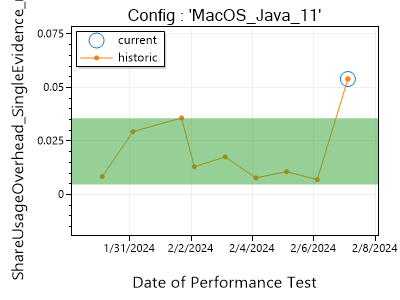 Config : 'MacOS_Java_11'
ShareUsageOverhead_SingleEvidence_
0.075
0.05
0.025
0
current
historic
1/31/2024
2/2/2024
2/4/2024
2/6/2024
2/8/2024
Date of Performance Test